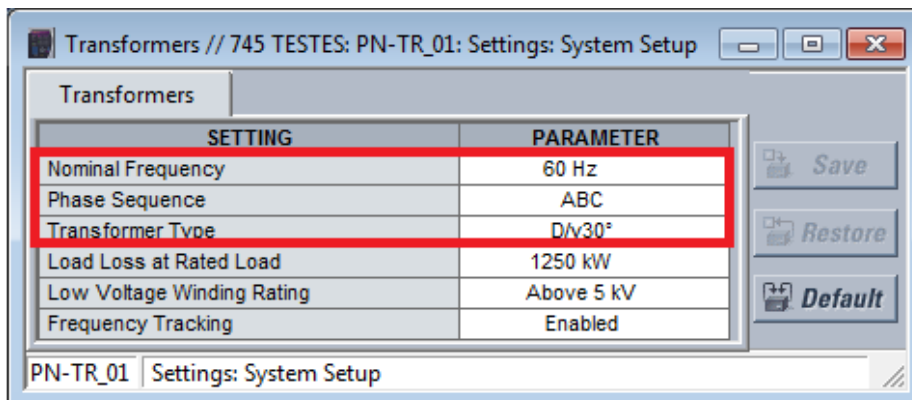 Transformers // 745 TESTES: PN-TR_01: Settings: System Setup
Transformers
SETTING PARAMETER
Nominal Frequency 60 Hz
Phase Sequence ABC
Transformer Type D/y30°
Load Loss at Rated Load 1250 kW
Low Voltage Winding Rating Above 5 kV
Frequency Tracking Enabled
Save
Restore
Default
PN-TR_01 Settings: System Setup